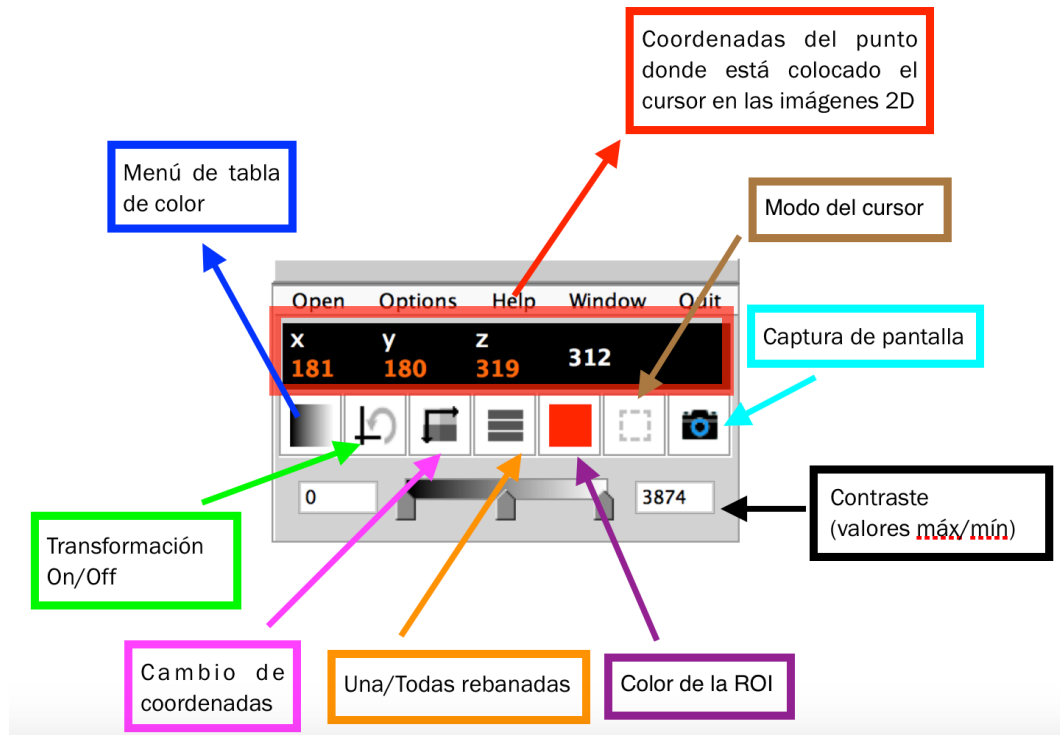 Coordenadas del punto
donde está colocado el
cursor en las imágenes 2D
Menú de tabla
de color
Modo del cursor
Open Options Help Window Quit
x y z
181 180 319 312
Captura de pantalla
0 3874
Contraste
(valores máx/mín)
Transformación
On/Off
Cambio de
coordenadas
Una/Todas rebanadas
Color de la ROI